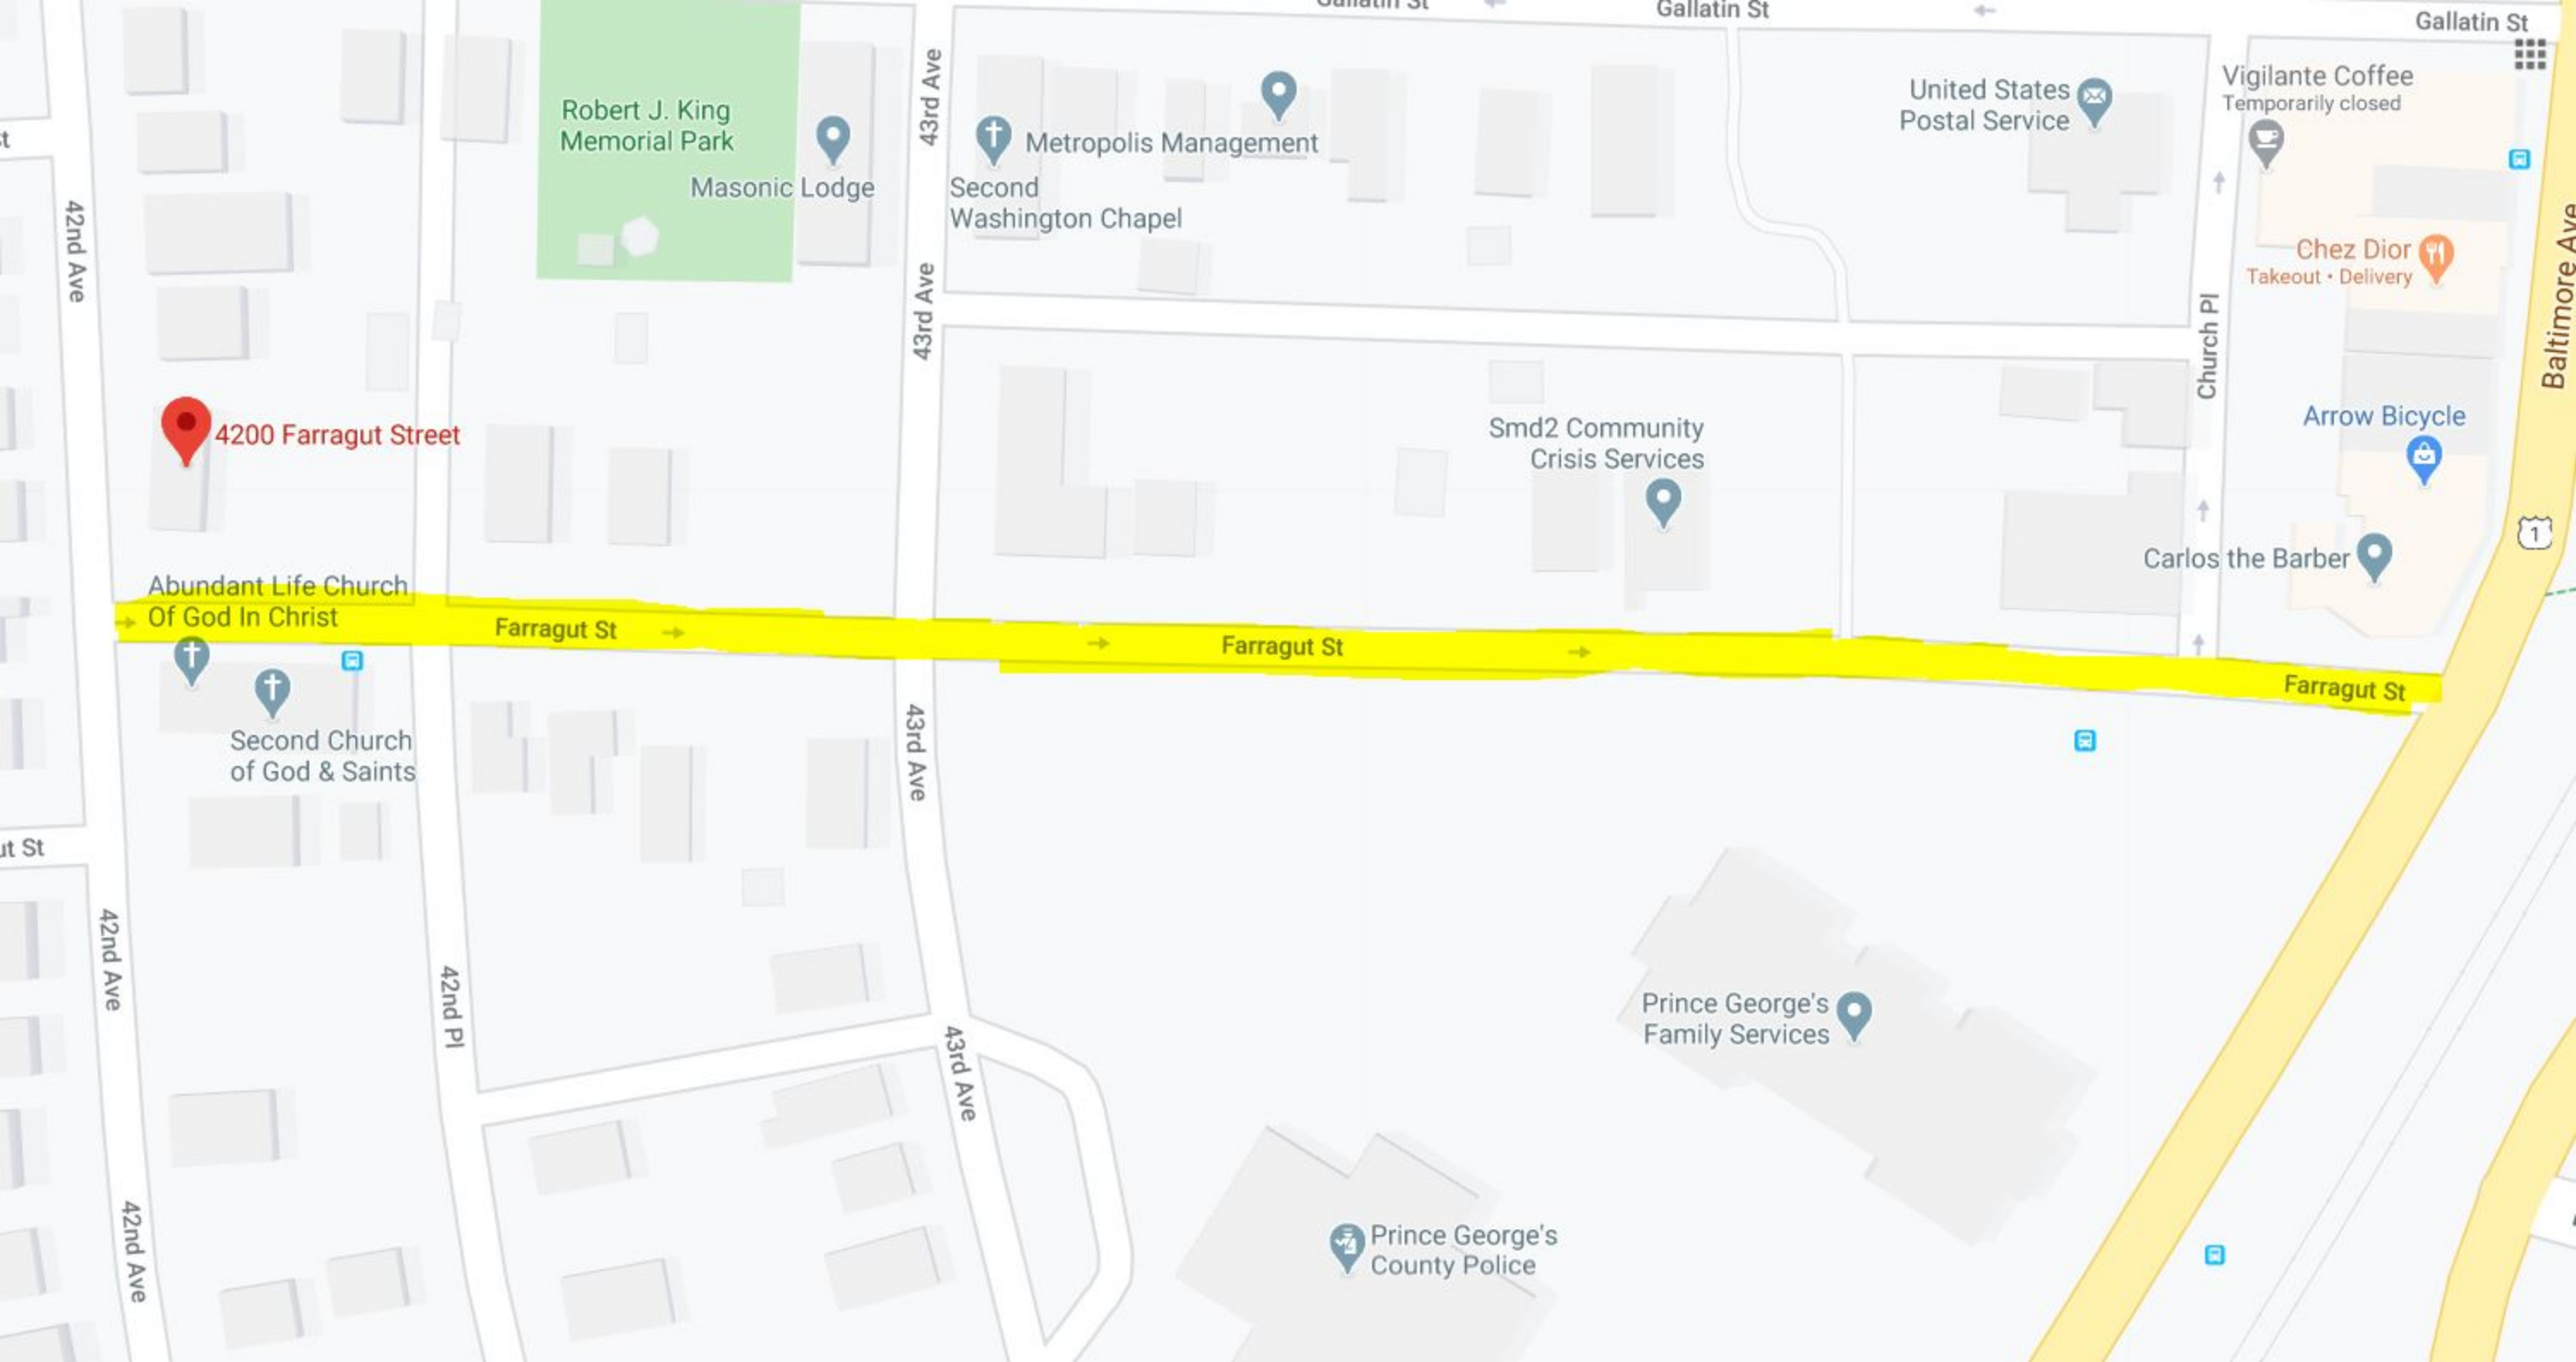 Gallatin St
Gallatin St
Gallatin St
43rd Ave
Robert J. King
Memorial Park
Masonic Lodge
Metropolis Management
Second
Washington Chapel
United States
Postal Service
Vigilante Coffee
Temporarily closed
42nd Ave
43rd Ave
Chez Dior
Takeout • Delivery
Baltimore Ave
Church Pl
4200 Farragut Street
Smd2 Community
Crisis Services
Arrow Bicycle
1
Carlos the Barber
Abundant Life Church
Of God In Christ
Farragut St
Farragut St
Farragut St
Second Church
of God & Saints
43rd Ave
ut St
42nd Ave
42nd Pl
43rd Ave
Prince George's
Family Services
42nd Ave
Prince George's
County Police